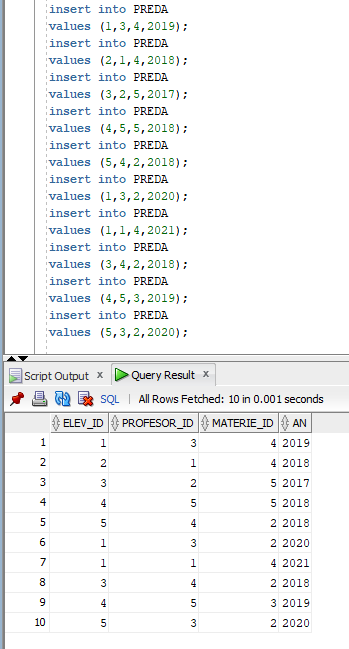 insert into PREDA
values (1,3,4,2019);
insert into PREDA
values (2,1,4,2018);
insert into PREDA
values (3,2,5,2017);
insert into PREDA
values (4,5,5,2018);
insert into PREDA
values (5,4,2,2018);
insert into PREDA
values (1,3,2,2020);
insert into PREDA
values (1,1,4,2021);
insert into PREDA
values (3,4,2,2018);
insert into PREDA
values (4,5,3,2019);
insert into PREDA
values (5,3,2,2020);
Script Output x Query Result x
SQL | All Rows Fetched: 10 in 0.001 seconds
ELEV_ID PROFESOR_ID MATERIE_ID AN
1 1 3 4 2019
2 2 1 4 2018
3 3 2 5 2017
4 4 5 5 2018
5 5 4 2 2018
6 1 3 2 2020
7 1 1 4 2021
8 3 4 2 2018
9 4 5 3 2019
10 5 3 2 2020